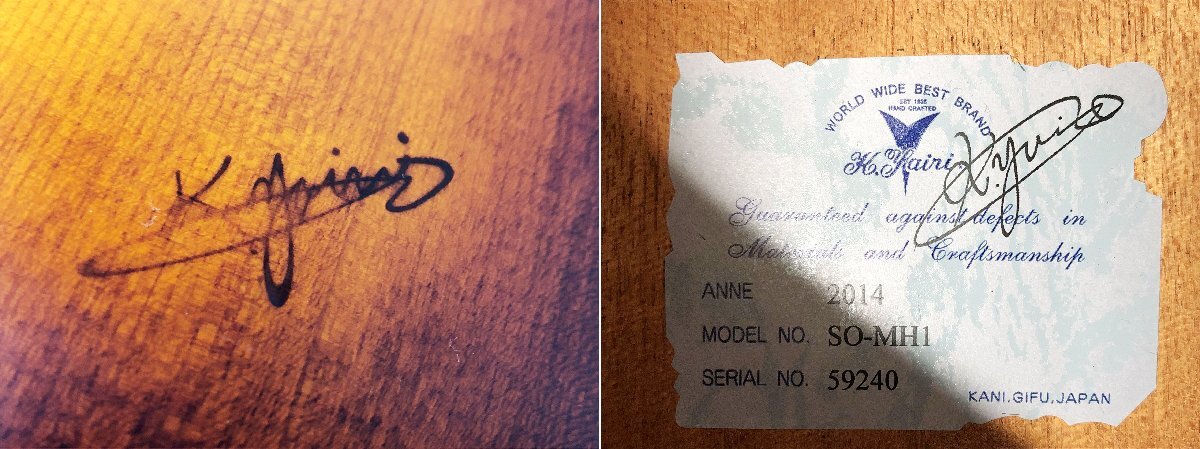 K. Yairi
WORLD WIDE BEST BRAND
EST 1935
HAND CRAFTED
K.Yairi
K. Yairi
Guaranteed against defects in
Materials and Craftsmanship
ANNE 2014
MODEL NO. SO-MH1
SERIAL NO. 59240
KANI,GIFU,JAPAN